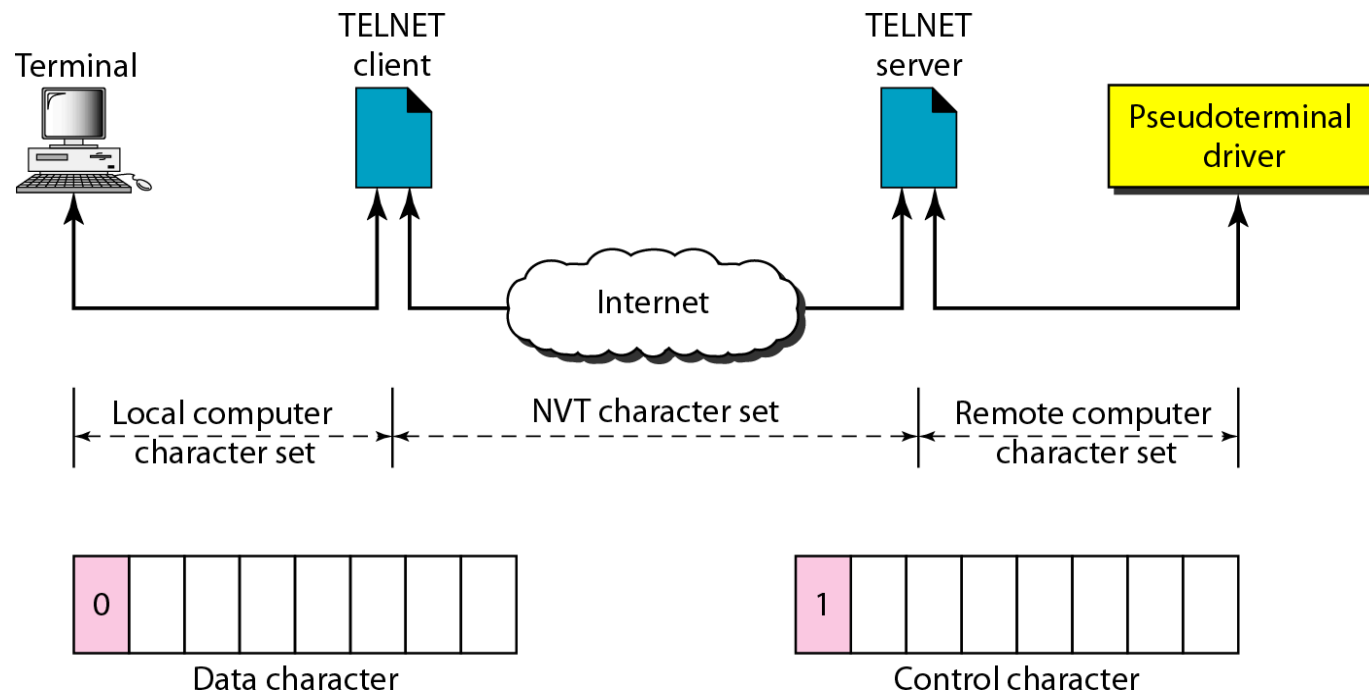 Terminal
TELNET
client
TELNET
server
Pseudoterminal
driver
Internet
Local computer
character set
NVT character set
Remote computer
character set
0
Data character
1
Control character